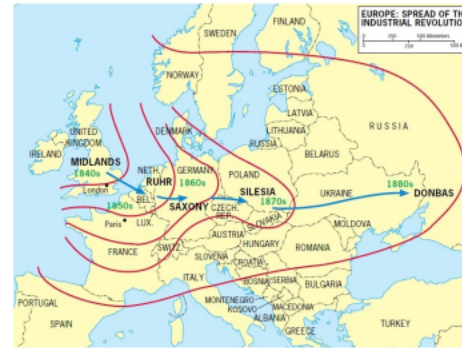 EUROPE: SPREAD OF TH
INDUSTRIAL REVOLUTIO
SWEDEN
FINLAND
NORWAY
ESTONIA
LATVIA
RUSSIA
DENMARK
LITHUANIA
RUSSIA
UNITED
KINGDOM
IRELAND
BELARUS
MIDLANDS
1840s
London
NETH.
RUHR
GERMANY
1860s
POLAND
BEL.
1850s
SAXONY
SILESIA
1870s
1880s
DONBAS
UKRAINE
Paris
LUX.
CZECH.
REP.
SLOVAKIA
MOLDOVA
AUSTRIA
HUNGARY
FRANCE
SWITZ.
SLOVENIA
CROATIA
ROMANIA
ITALY
BOSNIA
SERBIA
BULGARIA
MONTENEGRO
KOSOVO
MACEDONIA
ALBANIA
PORTUGAL
SPAIN
GREECE
TURKEY